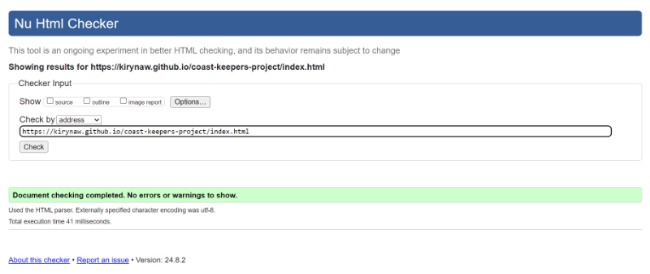 Nu Html Checker
This tool is an ongoing experiment in better HTML checking, and its behavior remains subject to change
Showing results for https://kirynaw.github.io/coast-keepers-project/index.html
Checker Input
Show source outline image report Options...
Check by address
https://kirynaw.github.io/coast-keepers-project/index.html
Check
Document checking completed. No errors or warnings to show.
Used the HTML parser. Externally specified character encoding was utf-8.
Total execution time 41 milliseconds.
About this checker • Report an issue • Version: 24.8.2